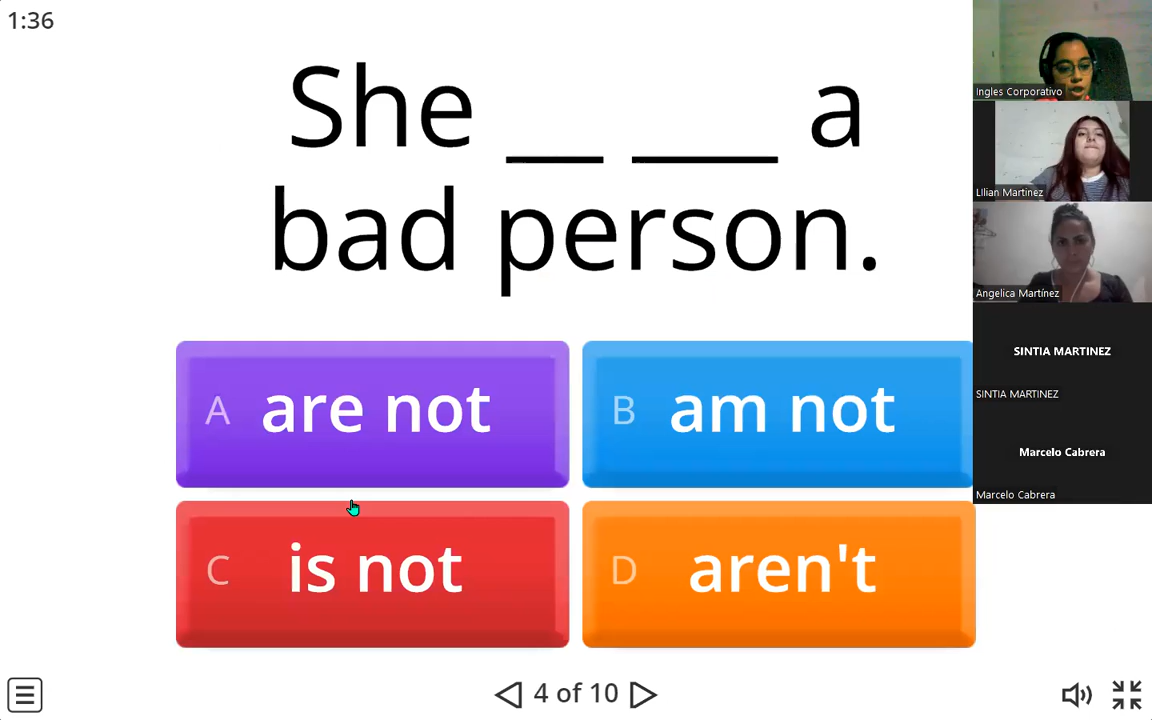 1:36
She __ ___ a
bad person.
A are not
B am not
C is not
D aren't
4 of 10
Ingles Corporativo
LIlian Martinez
Angelica Martínez
SINTIA MARTINEZ
SINTIA MARTINEZ
Marcelo Cabrera
Marcelo Cabrera